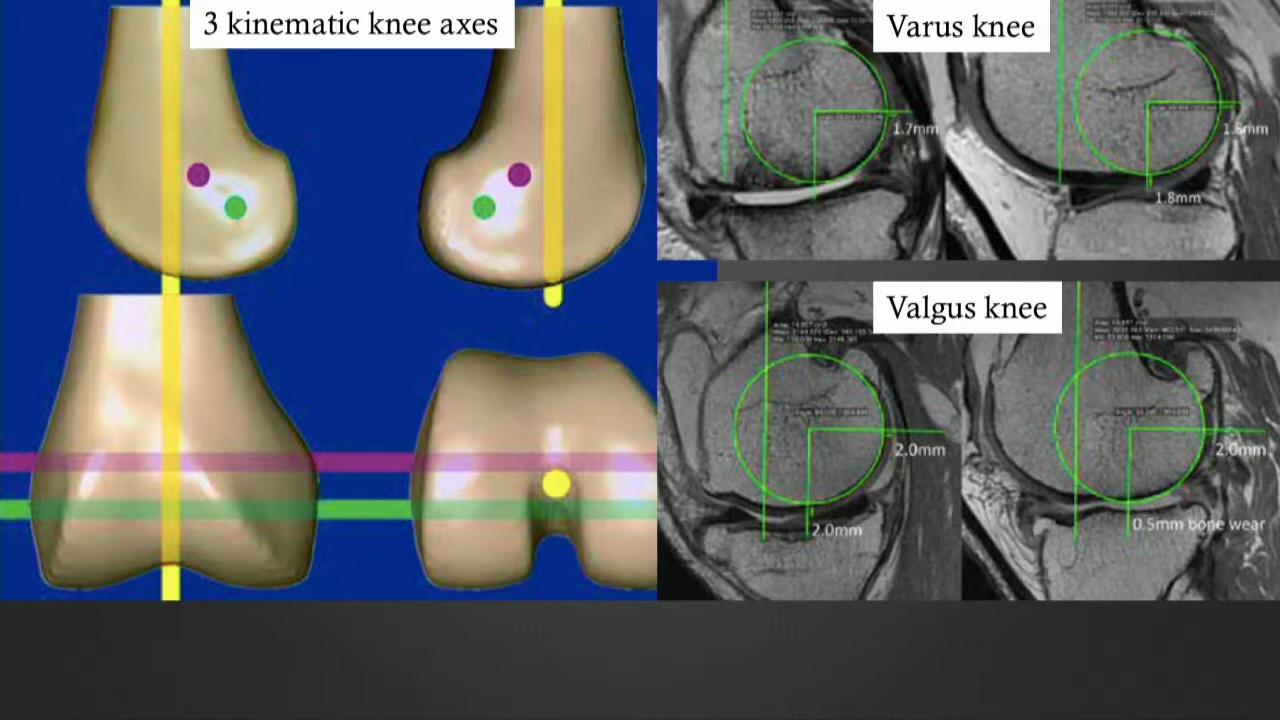 3 kinematic knee axes
Varus knee
1.7mm
1.8mm
1.8mm
Valgus knee
2.0mm
2.0mm
2.0mm
0.5mm bone wear